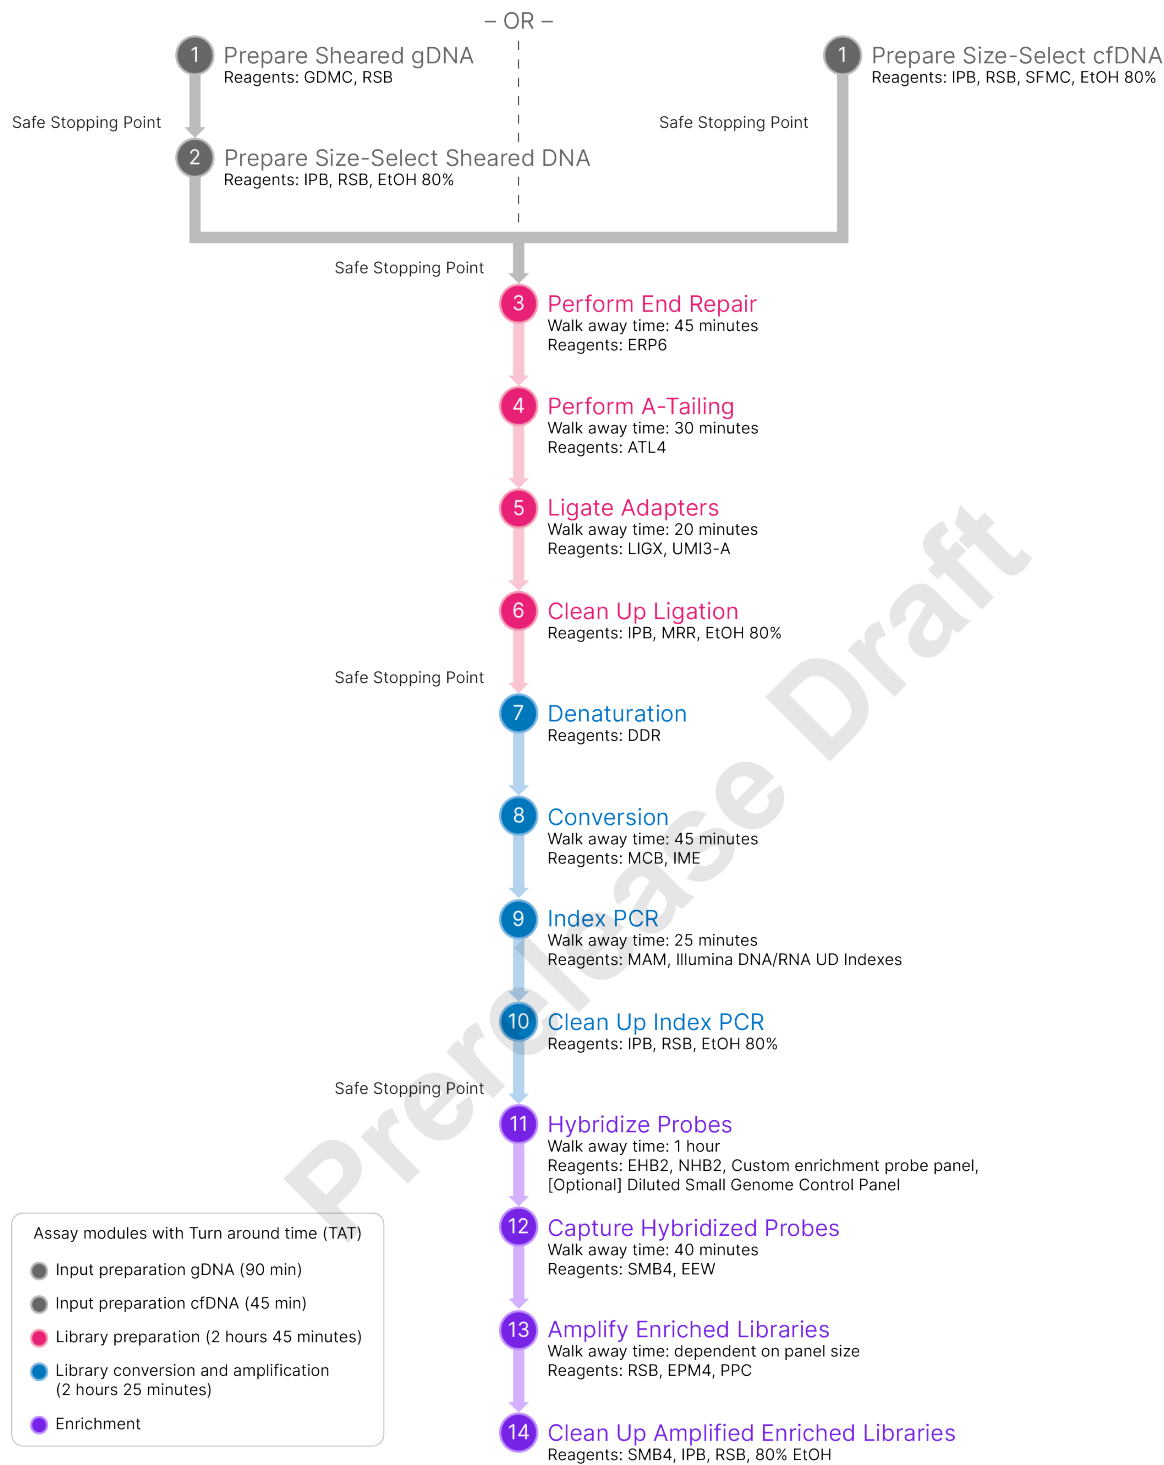 – OR –
1 Prepare Sheared gDNA
Reagents: GDMC, RSB
Safe Stopping Point
2 Prepare Size-Select Sheared DNA
Reagents: IPB, RSB, EtOH 80%
1 Prepare Size-Select cfDNA
Reagents: IPB, RSB, SFMC, EtOH 80%
Safe Stopping Point
Safe Stopping Point
3 Perform End Repair
Walk away time: 45 minutes
Reagents: ERP6
4 Perform A-Tailing
Walk away time: 30 minutes
Reagents: ATL4
5 Ligate Adapters
Walk away time: 20 minutes
Reagents: LIGX, UMI3-A
6 Clean Up Ligation
Reagents: IPB, MRR, EtOH 80%
Safe Stopping Point
7 Denaturation
Reagents: DDR
8 Conversion
Walk away time: 45 minutes
Reagents: MCB, IME
9 Index PCR
Walk away time: 25 minutes
Reagents: MAM, Illumina DNA/RNA UD Indexes
10 Clean Up Index PCR
Reagents: IPB, RSB, EtOH 80%
Safe Stopping Point
11 Hybridize Probes
Walk away time: 1 hour
Reagents: EHB2, NHB2, Custom enrichment probe panel,
[Optional] Diluted Small Genome Control Panel
12 Capture Hybridized Probes
Walk away time: 40 minutes
Reagents: SMB4, EEW
13 Amplify Enriched Libraries
Walk away time: dependent on panel size
Reagents: RSB, EPM4, PPC
14 Clean Up Amplified Enriched Libraries
Reagents: SMB4, IPB, RSB, 80% EtOH
Assay modules with Turn around time (TAT)
Input preparation gDNA (90 min)
Input preparation cfDNA (45 min)
Library preparation (2 hours 45 minutes)
Library conversion and amplification
(2 hours 25 minutes)
Enrichment
Prerelease Draft